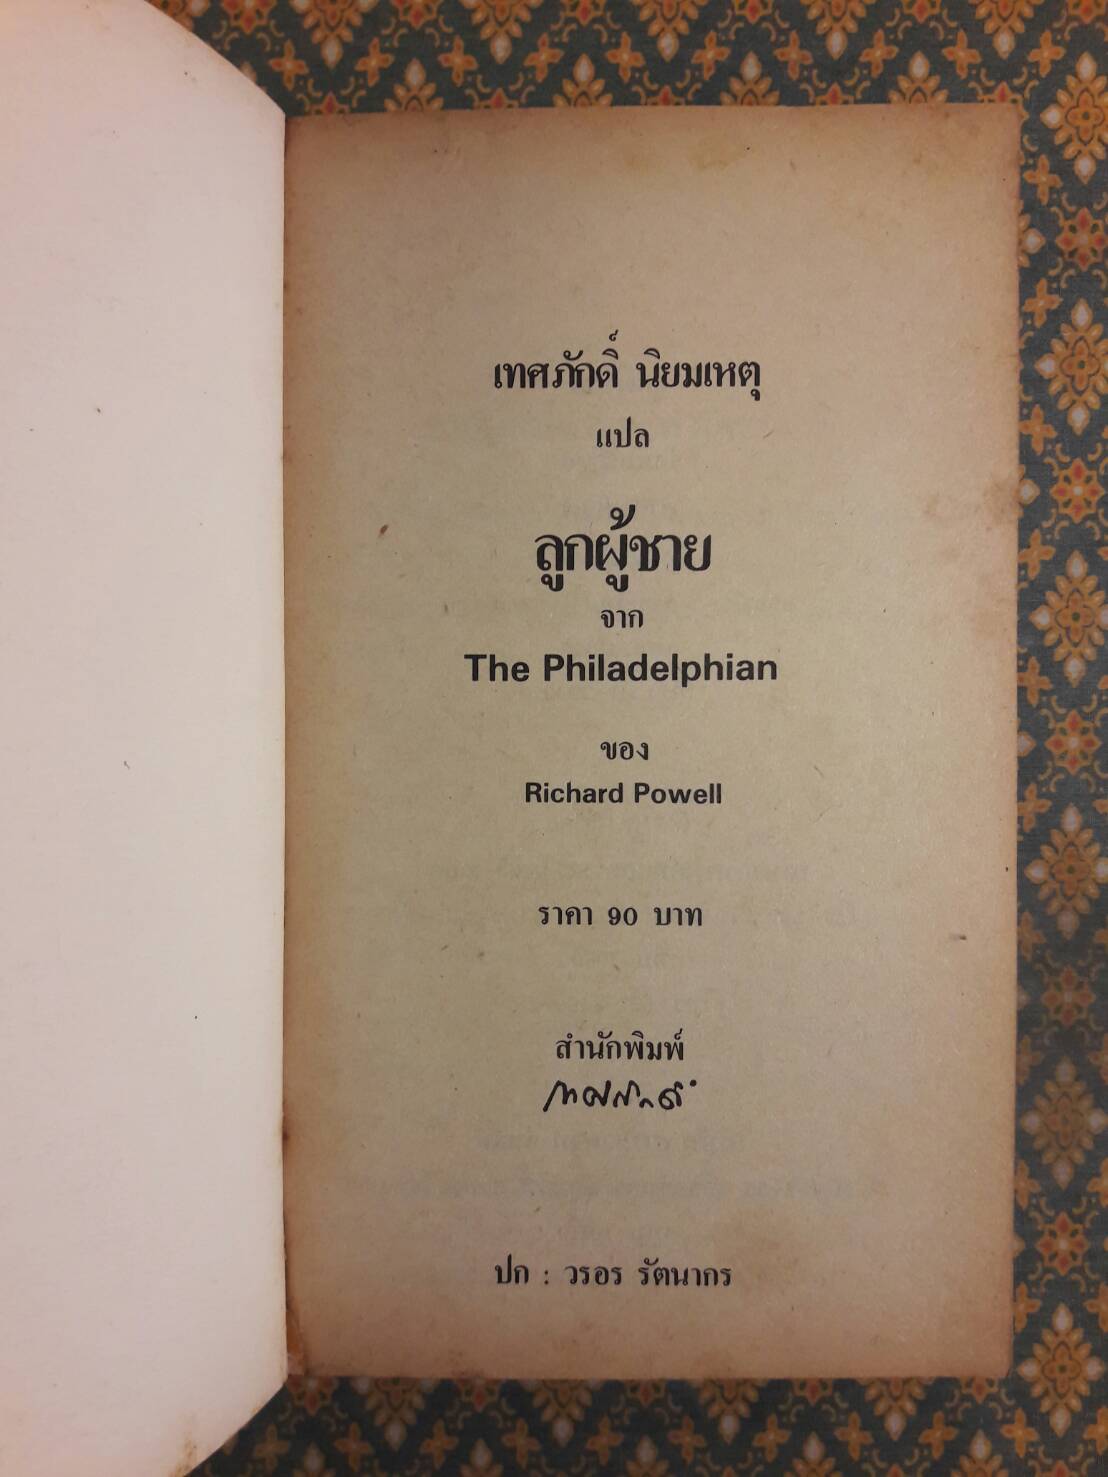 เทศภักดิ์ นิยมเหตุ
แปล
ลูกผู้ชาย
จาก
The Philadelphian
ของ
Richard Powell
ราคา ๙๐ บาท
สำนักพิมพ์
ปก : วรอร รัตนากร